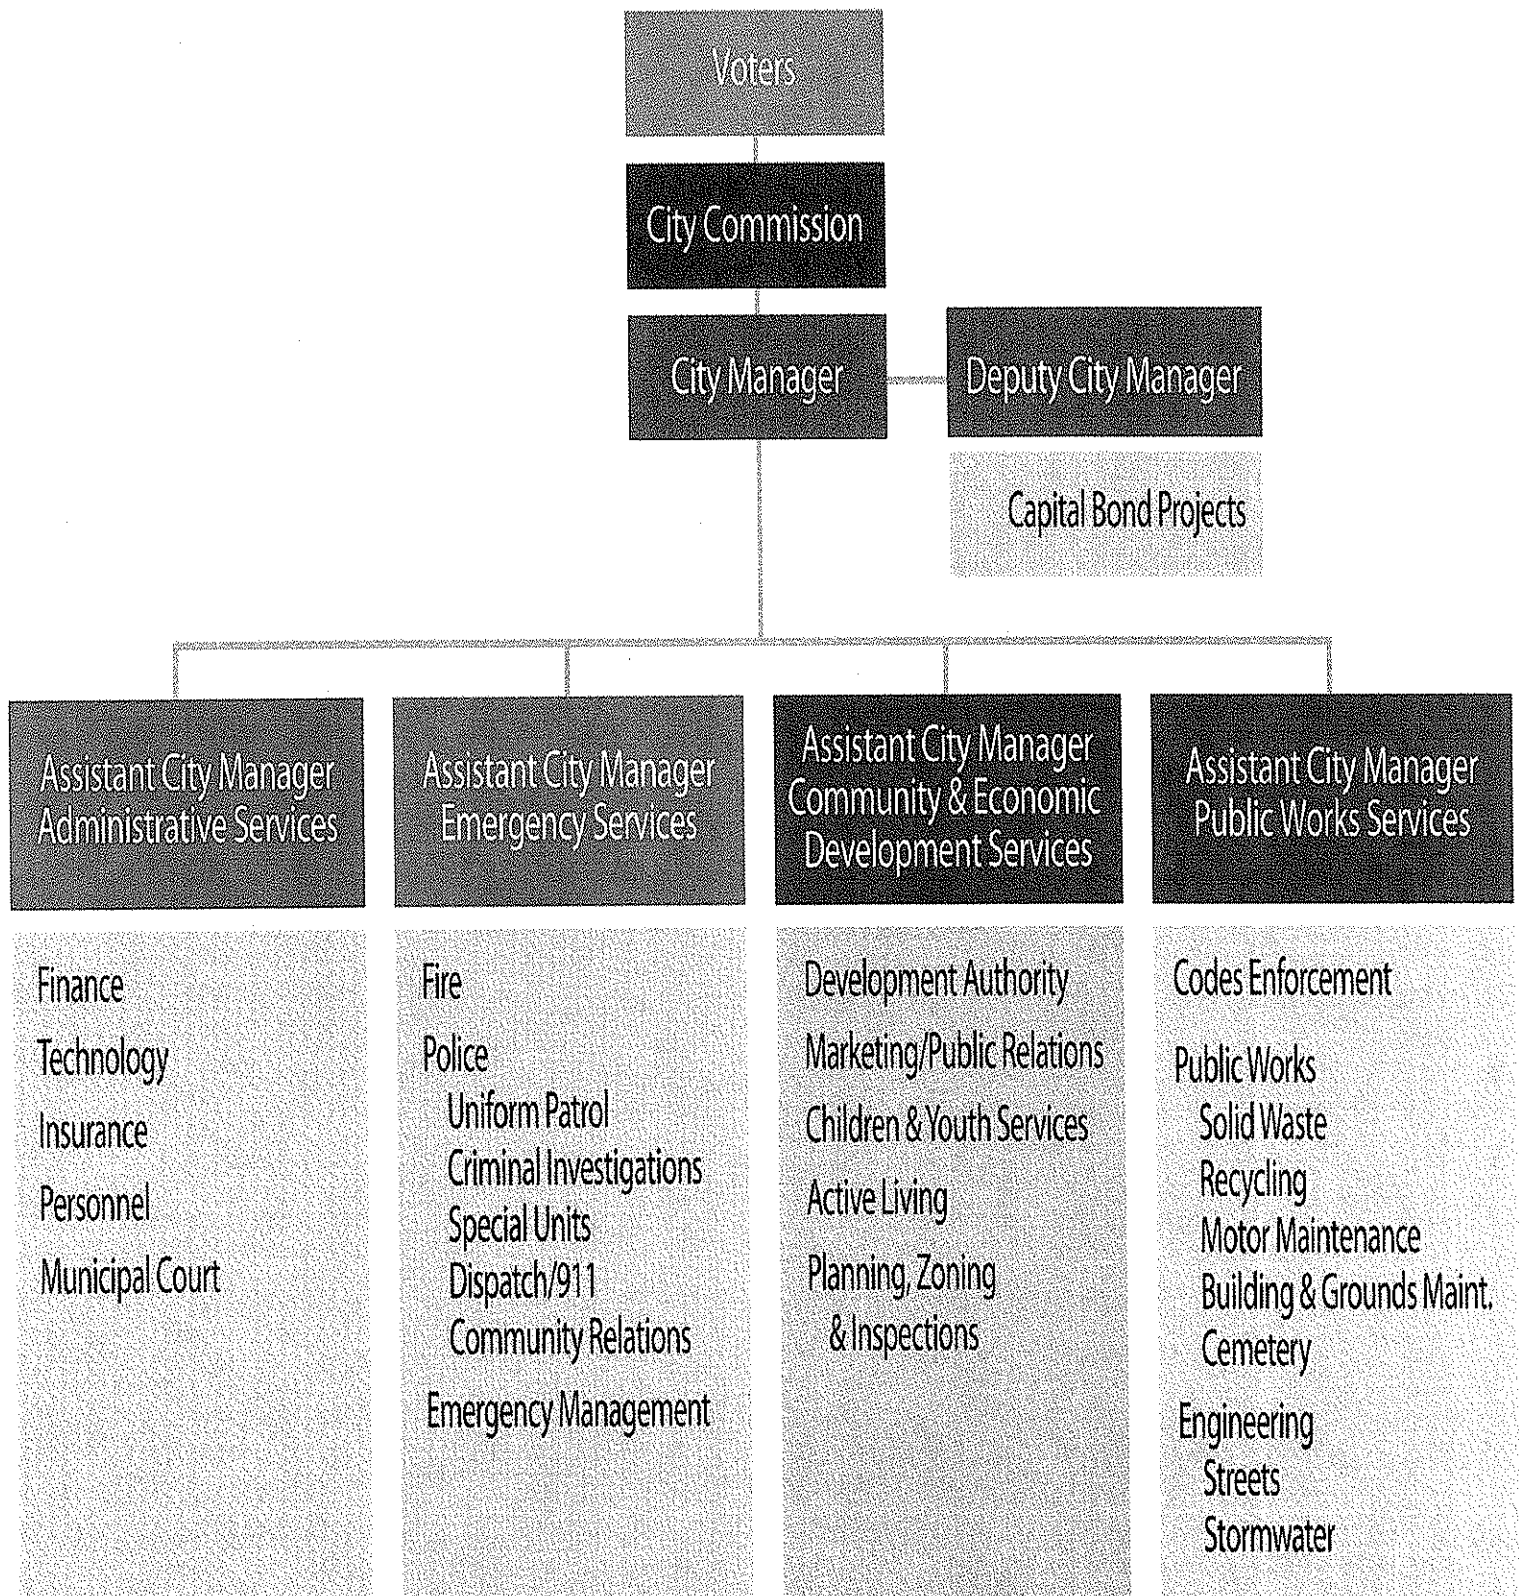 Voters
City Commission
City Manager
Deputy City Manager
Capital Bond Projects
Assistant City Manager
Administrative Services
Finance
Technology
Insurance
Personnel
Municipal Court
Assistant City Manager
Emergency Services
Fire
Police
Uniform Patrol
Criminal Investigations
Special Units
Dispatch/911
Community Relations
Emergency Management
Assistant City Manager
Community & Economic
Development Services
Development Authority
Marketing/Public Relations
Children & Youth Services
Active Living
Planning, Zoning
& Inspections
Assistant City Manager
Public Works Services
Codes Enforcement
Public Works
Solid Waste
Recycling
Motor Maintenance
Building & Grounds Maint.
Cemetery
Engineering
Streets
Stormwater